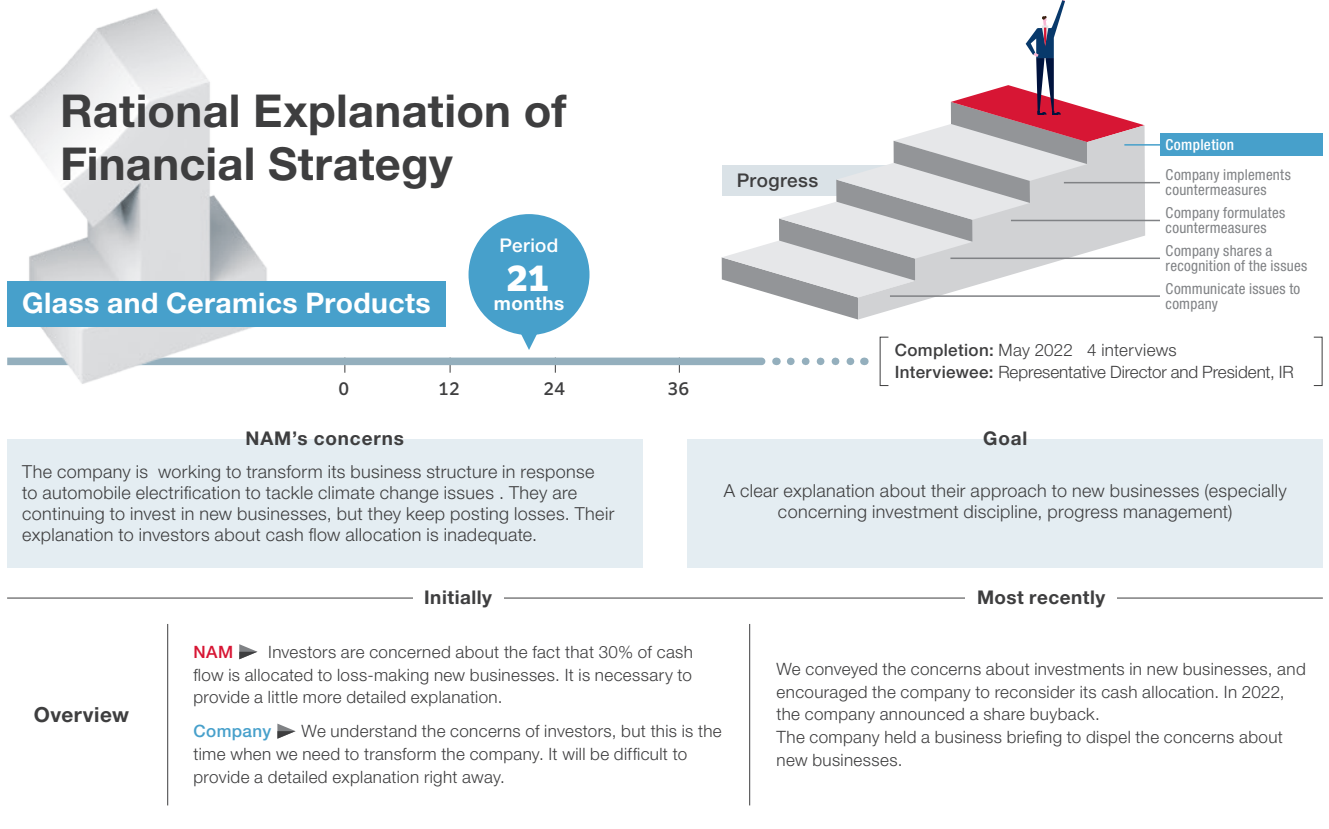 Rational Explanation of
Financial Strategy
Glass and Ceramics Products
Period
21
months
0
12
24
36
Progress
Completion
Company implements
countermeasures
Company formulates
countermeasures
Company shares a
recognition of the issues
Communicate issues to
company
Completion: May 2022 4 interviews
Interviewee: Representative Director and President, IR
NAM's concerns
The company is working to transform its business structure in response
to automobile electrification to tackle climate change issues . They are
continuing to invest in new businesses, but they keep posting losses. Their
explanation to investors about cash flow allocation is inadequate.
Goal
A clear explanation about their approach to new businesses (especially
concerning investment discipline, progress management)
Initially
Most recently
Overview
NAM ▶ Investors are concerned about the fact that 30% of cash
flow is allocated to loss-making new businesses. It is necessary to
provide a little more detailed explanation.
Company ▶ We understand the concerns of investors, but this is the
time when we need to transform the company. It will be difficult to
provide a detailed explanation right away.
We conveyed the concerns about investments in new businesses, and
encouraged the company to reconsider its cash allocation. In 2022,
the company announced a share buyback.
The company held a business briefing to dispel the concerns about
new businesses.